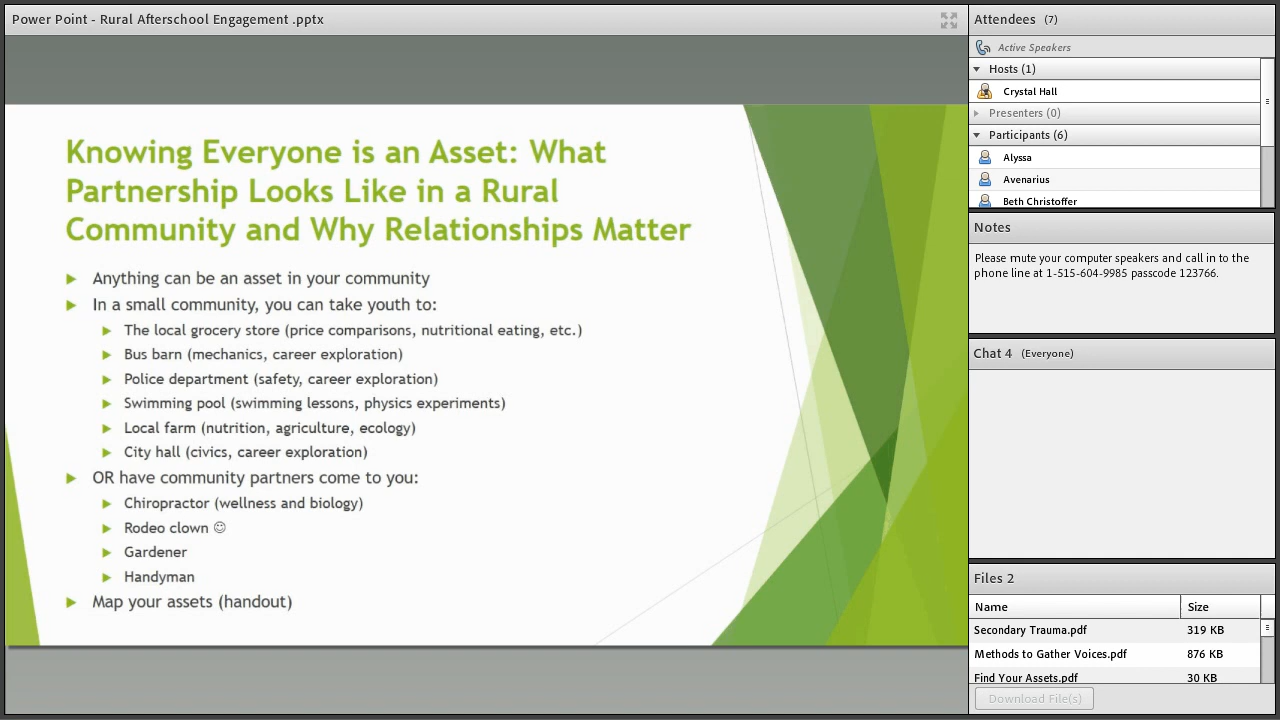 Power Point - Rural Afterschool Engagement .pptx
Knowing Everyone is an Asset: What
Partnership Looks Like in a Rural
Community and Why Relationships Matter
Anything can be an asset in your community
In a small community, you can take youth to:
The local grocery store (price comparisons, nutritional eating, etc.)
Bus barn (mechanics, career exploration)
Police department (safety, career exploration)
Swimming pool (swimming lessons, physics experiments)
Local farm (nutrition, agriculture, ecology)
City hall (civics, career exploration)
OR have community partners come to you:
Chiropractor (wellness and biology)
Rodeo clown ☺
Gardener
Handyman
Map your assets (handout)
Attendees (7)
Active Speakers
Hosts (1)
Crystal Hall
Presenters (0)
Participants (6)
Alyssa
Avenarius
Beth Christoffer
Notes
Please mute your computer speakers and call in to the
phone line at 1-515-604-9985 passcode 123766.
Chat 4 (Everyone)
Files 2
Name Size
Secondary Trauma.pdf 319 KB
Methods to Gather Voices.pdf 876 KB
Find Your Assets.pdf 30 KB
Download File(s)